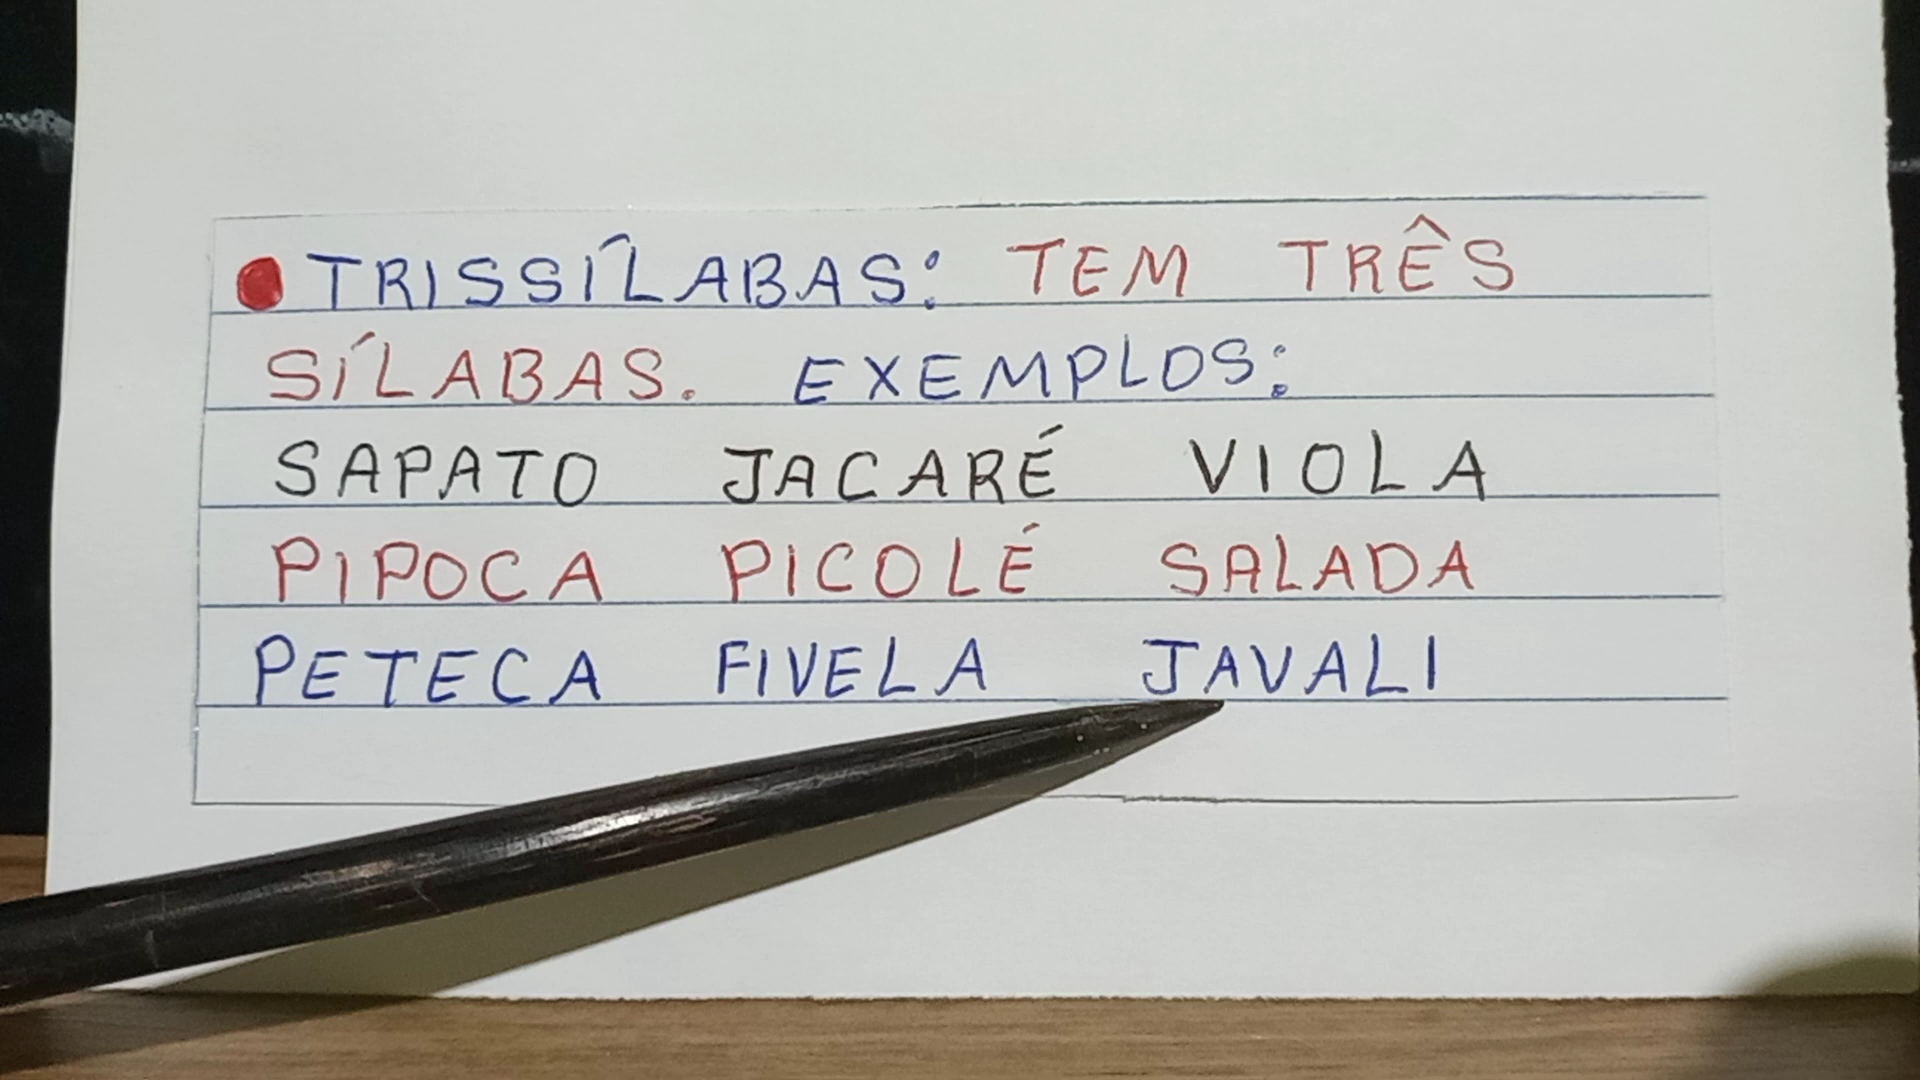 TRISSÍLABAS: TEM TRÊS
SÍLABAS. EXEMPLOS:
SAPATO JACARÉ VIOLA
PIPOCA PICOLÉ SALADA
PETECA FIVELA JAVALI